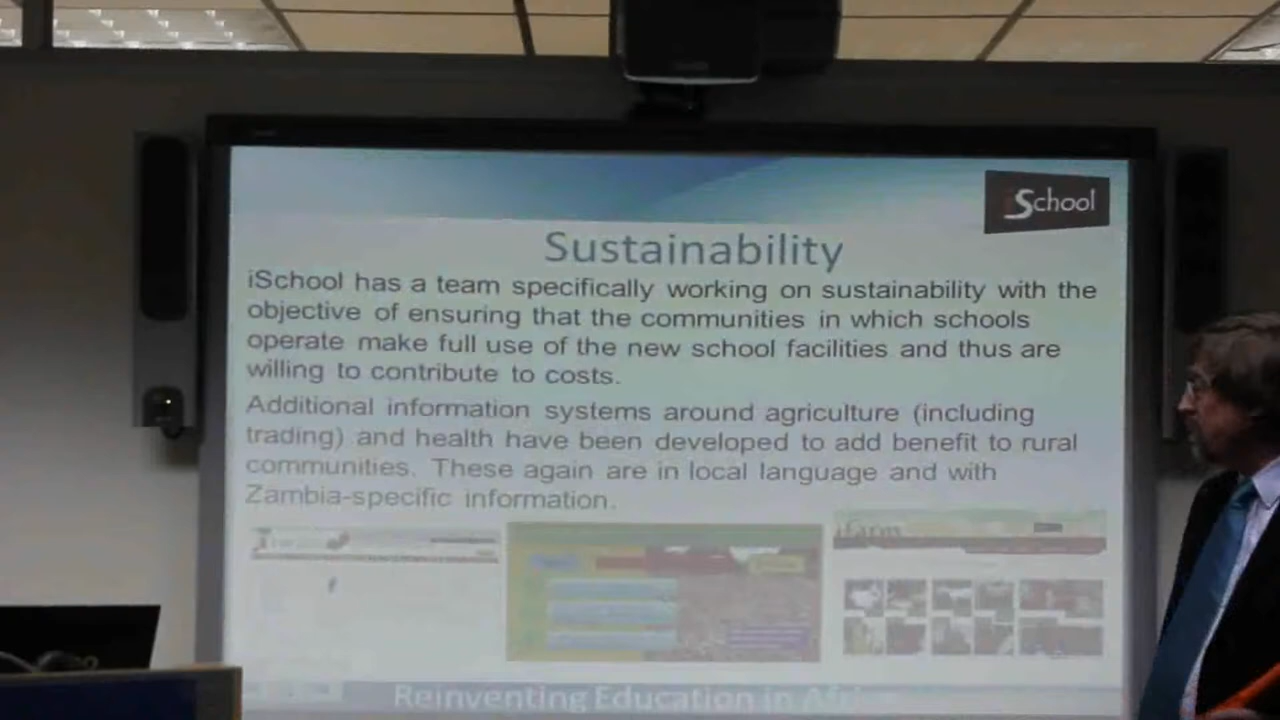 iSchool
Sustainability
iSchool has a team specifically working on sustainability with the
objective of ensuring that the communities in which schools
operate make full use of the new school facilities and thus are
willing to contribute to costs.
Additional information systems around agriculture (including
trading) and health have been developed to add benefit to rural
communities. These again are in local language and with
Zambia-specific information.
iFarm
Reinventing Education in